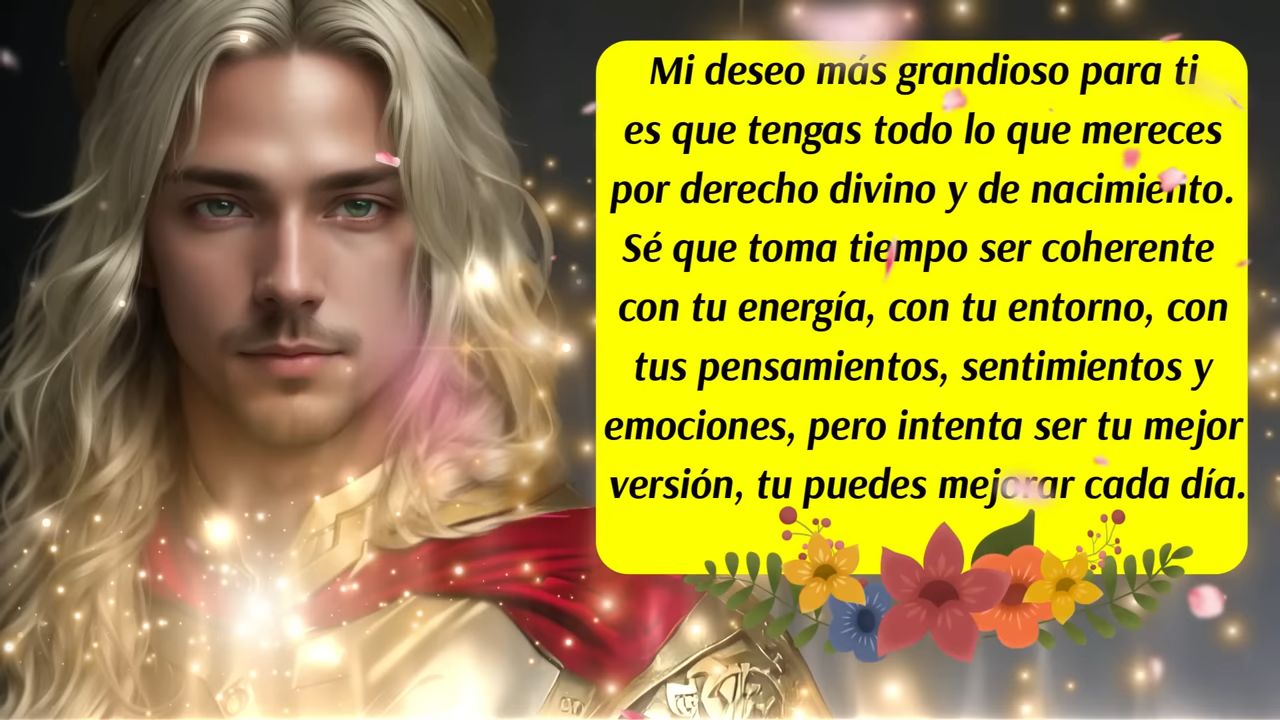 Mi deseo más grandioso para ti
es que tengas todo lo que mereces
por derecho divino y de nacimiento.
Sé que toma tiempo ser coherente
con tu energía, con tu entorno, con
tus pensamientos, sentimientos y
emociones, pero intenta ser tu mejor
versión, tu puedes mejorar cada día.